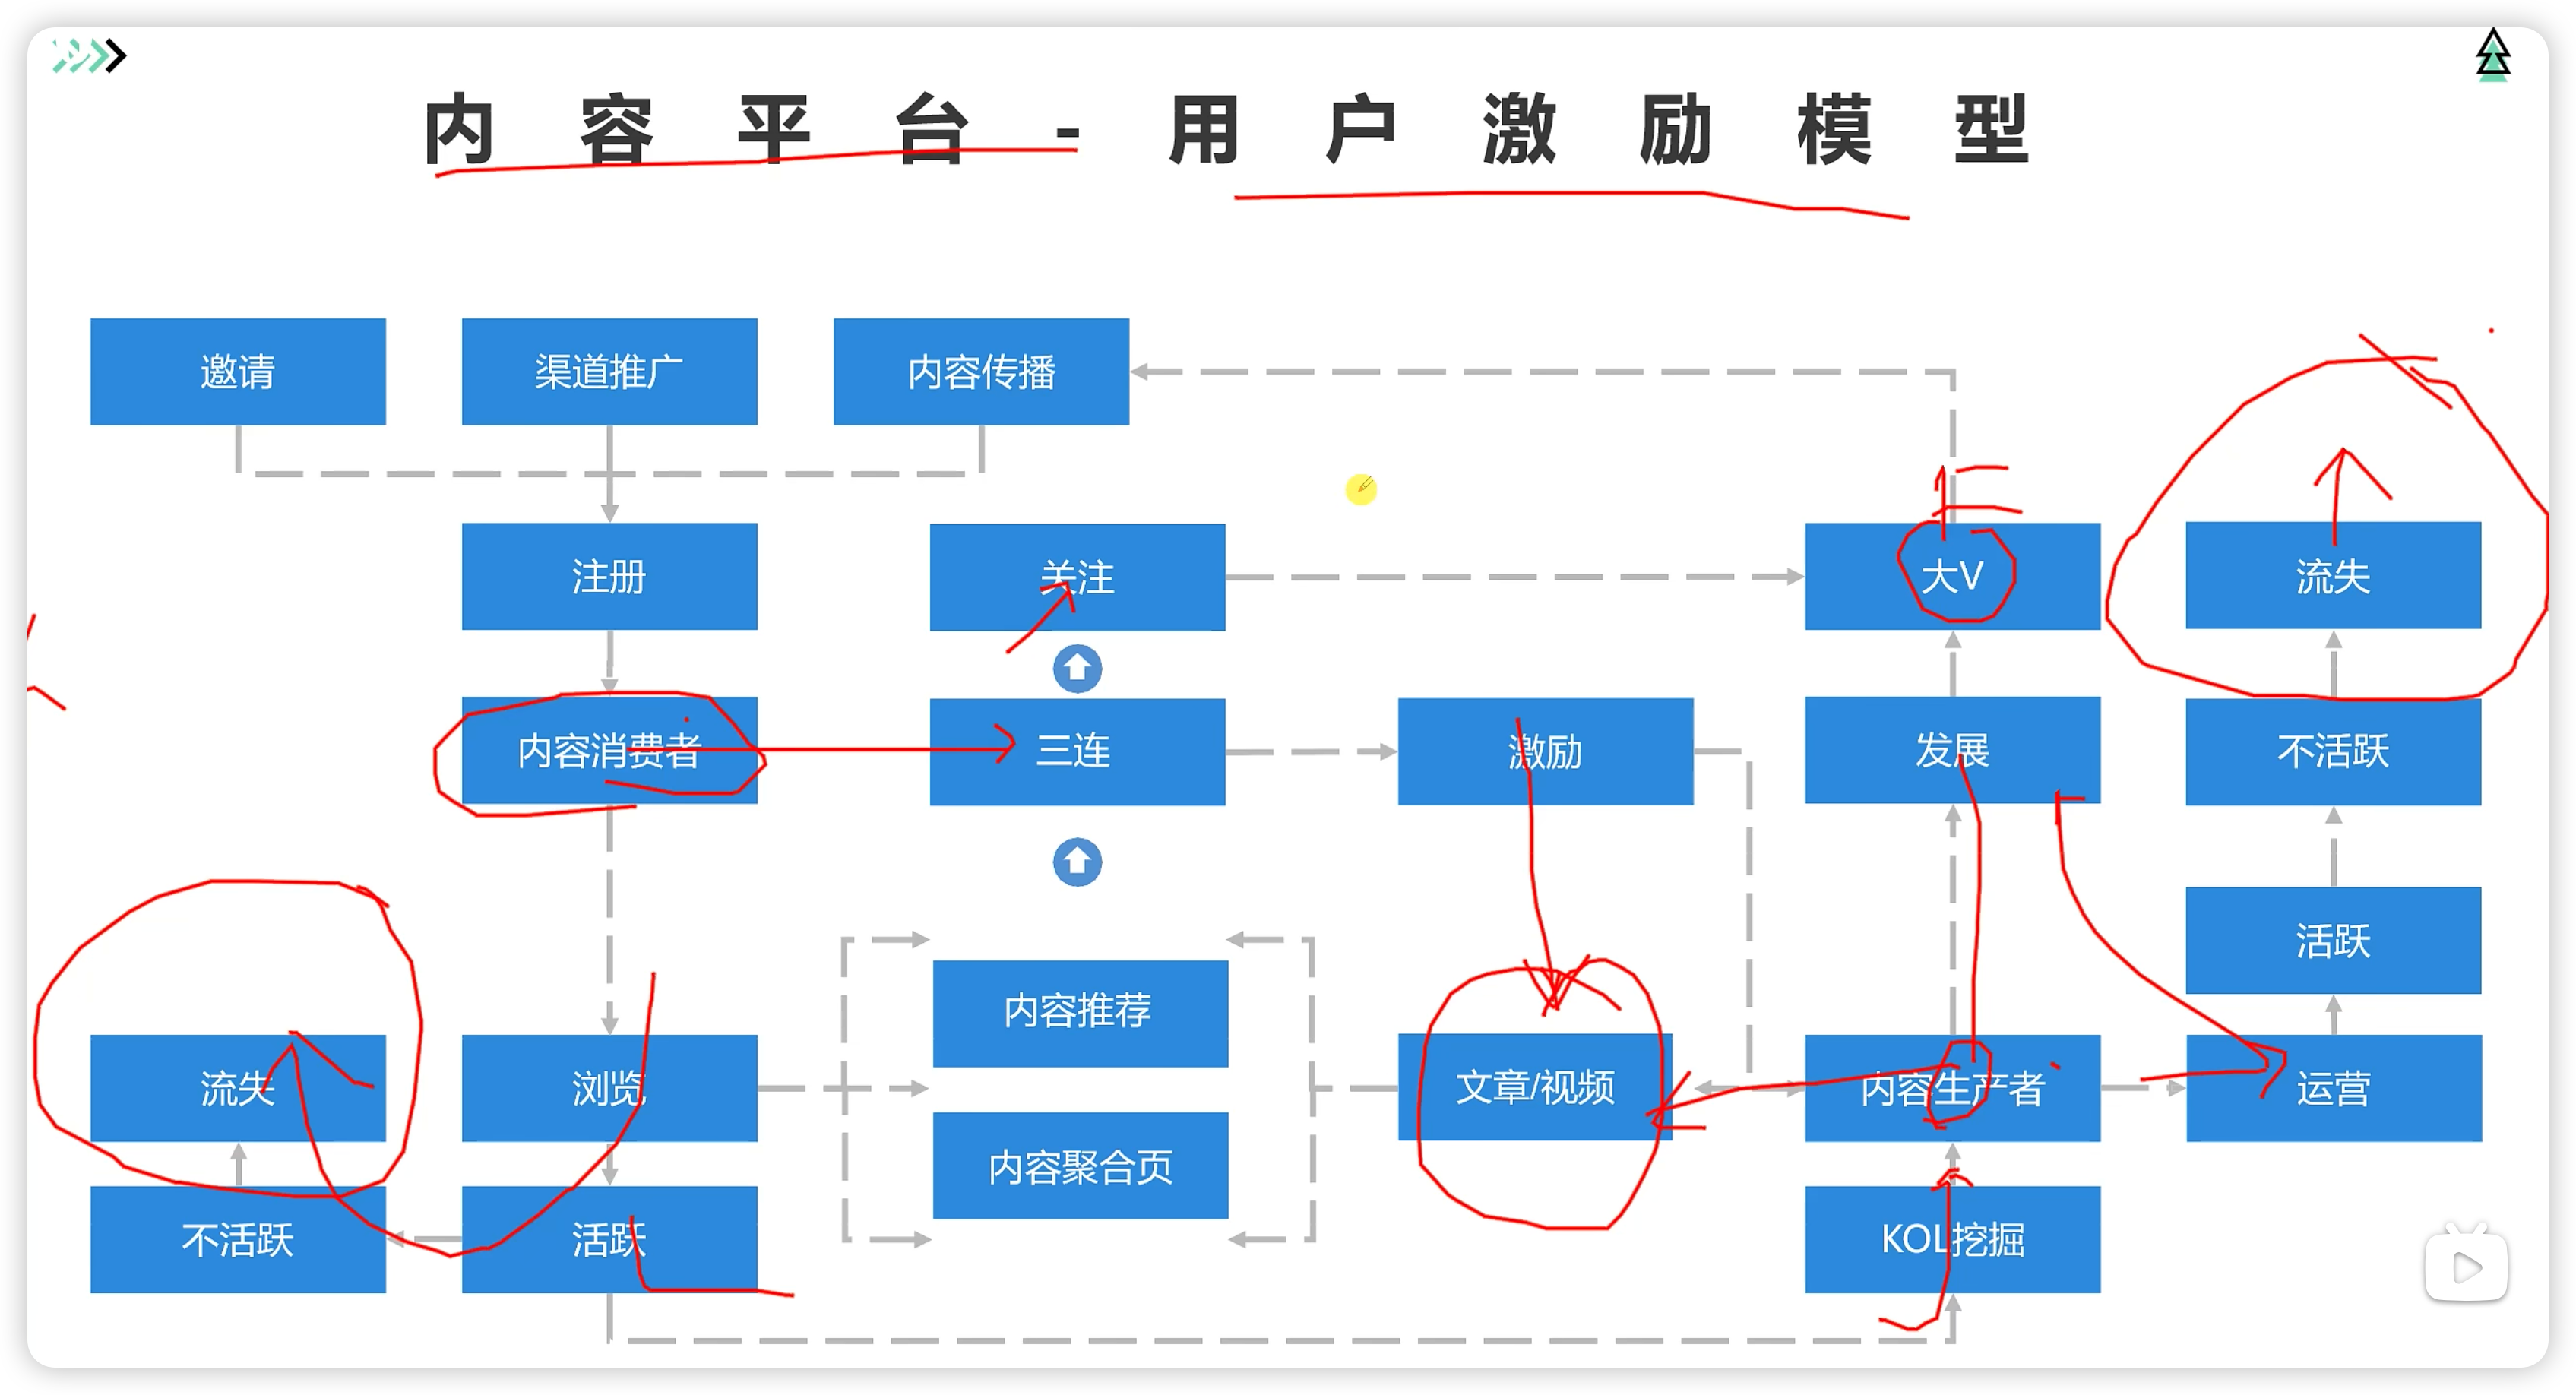 内容平台-用户激励模型
邀请
渠道推广
内容传播
注册
关注
大V
流失
内容消费者
三连
激励
发展
不活跃
活跃
内容推荐
流失
浏览
文章/视频
内容生产者
运营
内容聚合页
不活跃
活跃
KOL挖掘